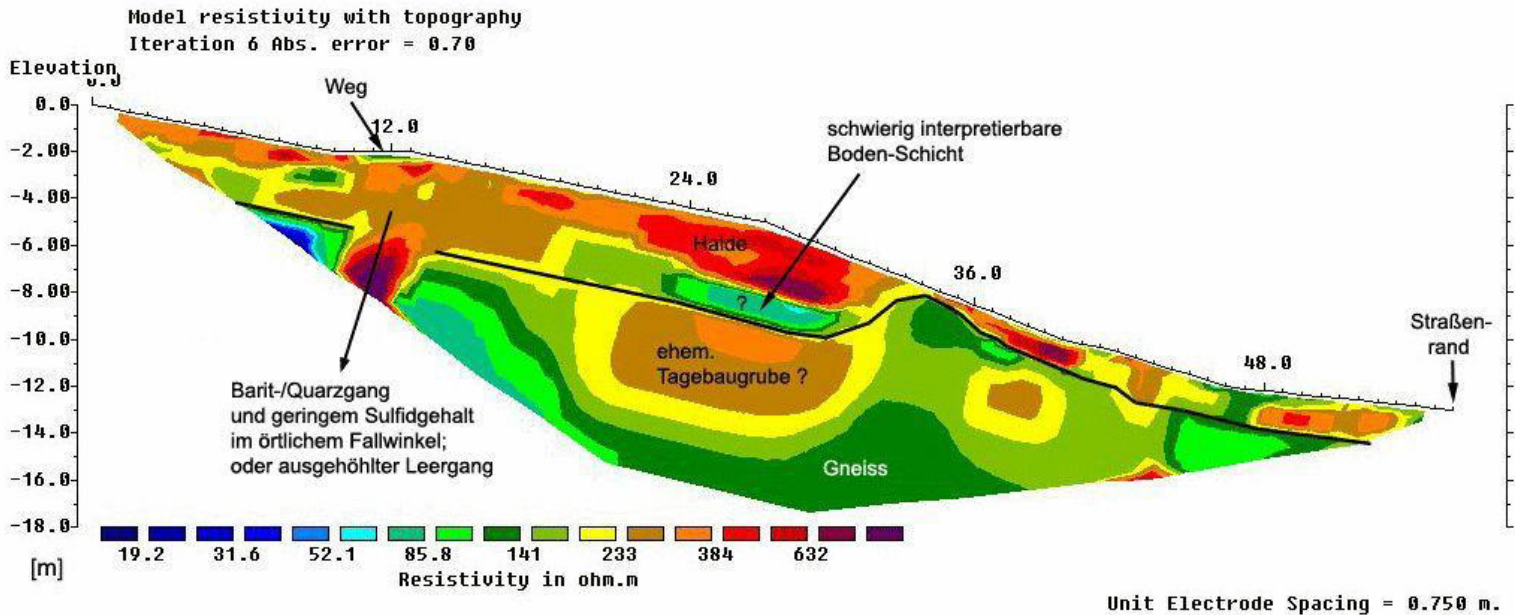 Model resistivity with topography
Iteration 6 Abs. error = 0.70
Elevation
0.0
Weg
0.0
12.0
schwierig interpretierbare
Boden-Schicht
-2.00
24.0
-4.00
-6.00
Halde
-8.00
?
36.0
-10.0
ehem.
Tagebaugrube ?
Straßen-
rand
48.0
-12.0
Barit-/Quarzgang
und geringem Sulfidgehalt
im örtlichem Fallwinkel;
oder ausgehöhlter Leergang
-14.0
Gneiss
-16.0
-18.0
[m]
19.2 31.6 52.1 85.8 141 233 384 632
Resistivity in ohm.m
Unit Electrode Spacing = 0.750 m.